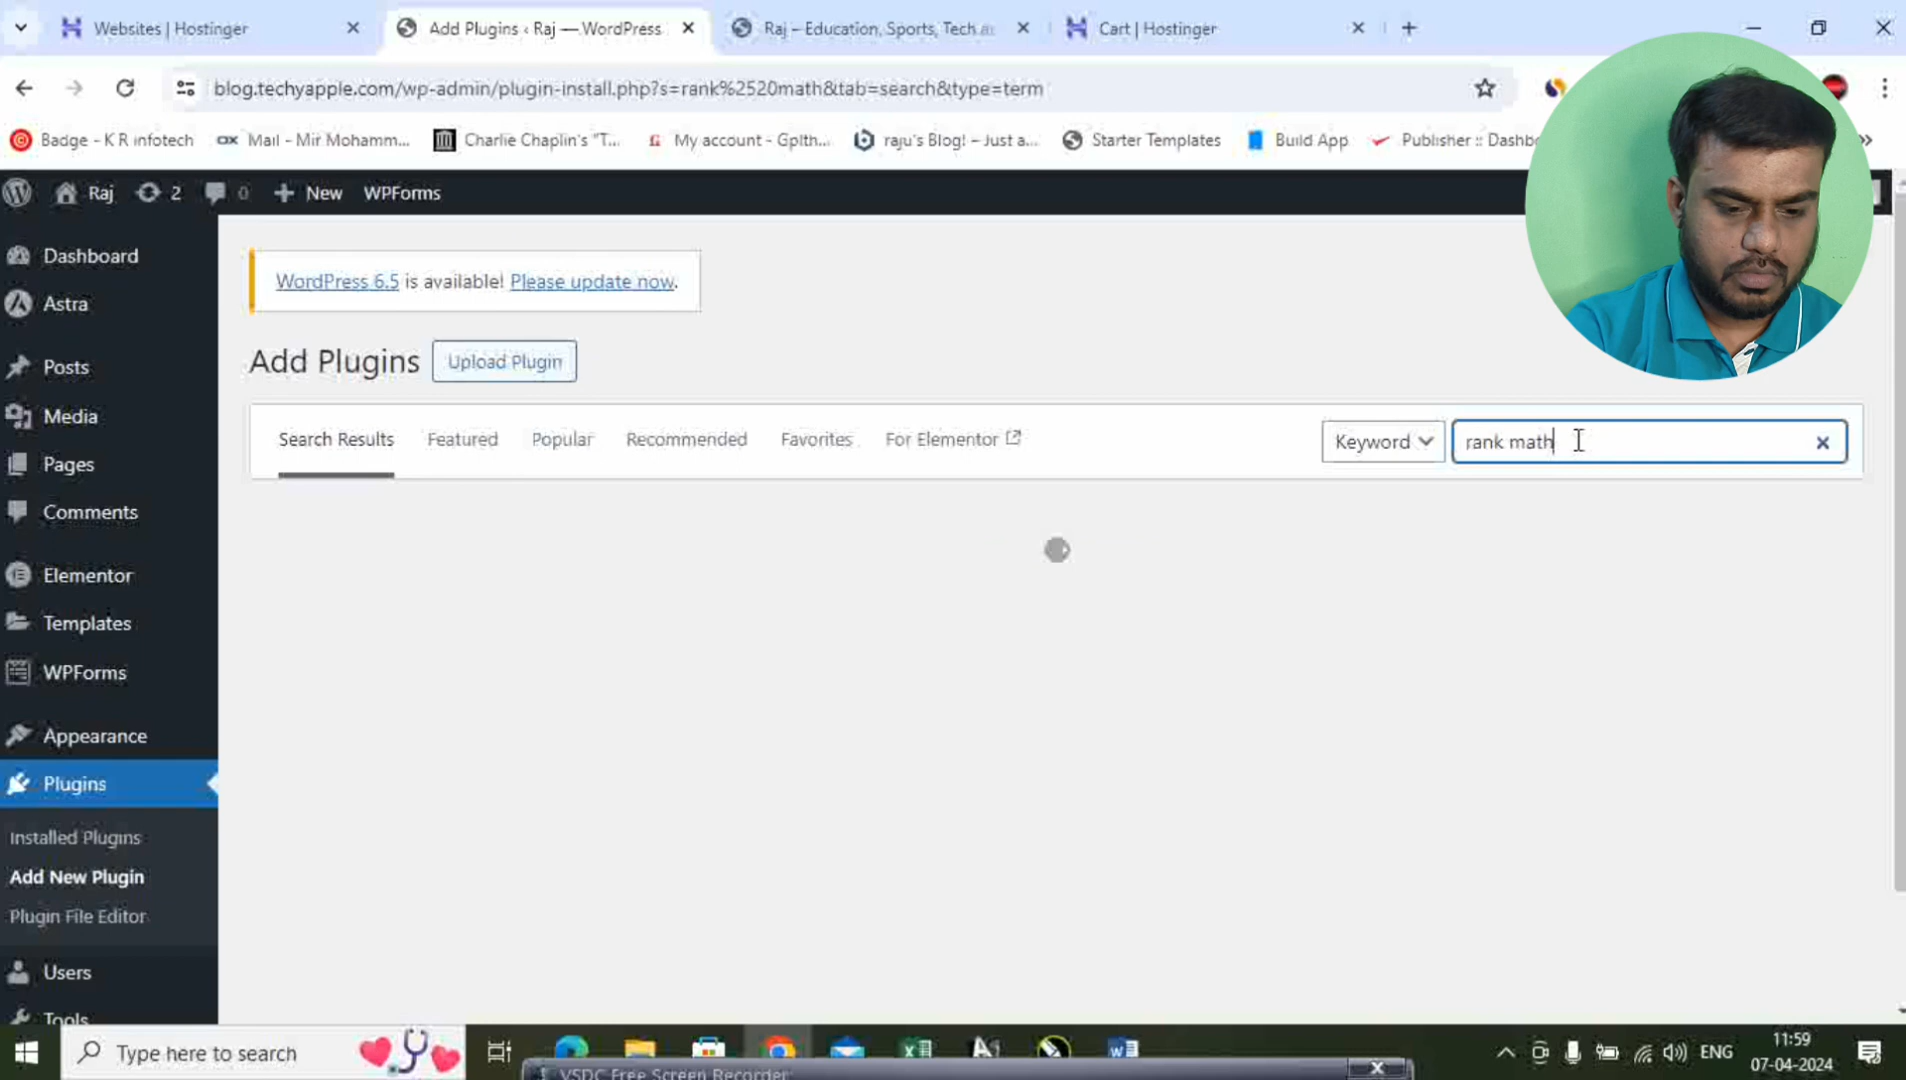 Websites | Hostinger
Add Plugins ‹ Raj — WordPress
Raj – Education, Sports, Tech a
Cart | Hostinger
blog.techyapple.com/wp-admin/plugin-install.php?s=rank%2520math&tab=search&type=term
Badge - K R infotech
Mail - Mir Mohamm...
Charlie Chaplin's "T...
My account - Gplth...
raju's Blog! – Just a...
Starter Templates
Build App
Publisher :: Dashb
Raj
2
0
New
WPForms
Dashboard
Astra
Posts
Media
Pages
Comments
Elementor
Templates
WPForms
Appearance
Plugins
Installed Plugins
Add New Plugin
Plugin File Editor
Users
Tools
WordPress 6.5 is available! Please update now.
Add Plugins
Upload Plugin
Search Results
Featured
Popular
Recommended
Favorites
For Elementor
Keyword
rank math
Type here to search
VSDC Free Screen Recorder
ENG
11:59
07-04-2024